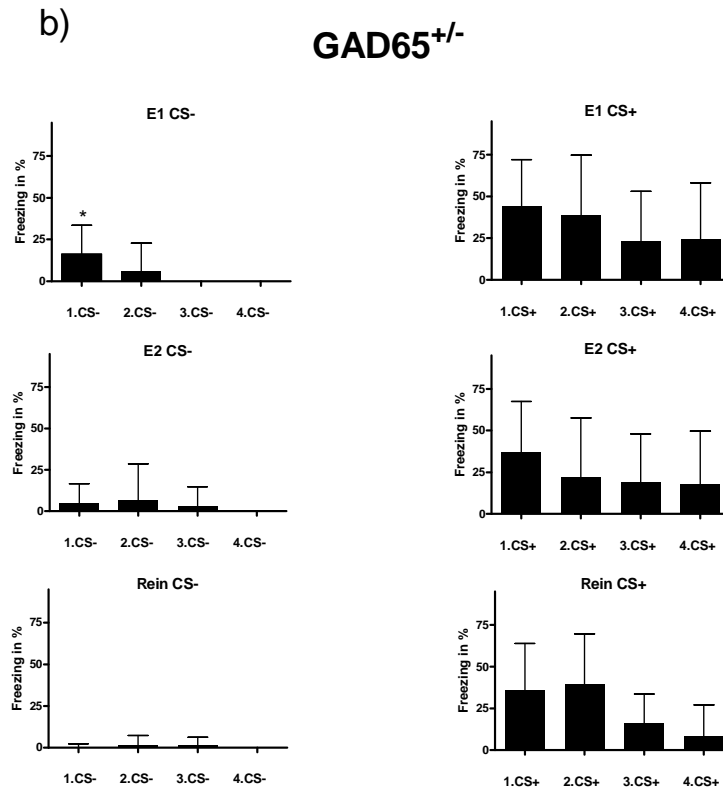 b)
GAD65+/-
E1 CS-
Freezing in %
75
50
25
0
*
1.CS- 2.CS- 3.CS- 4.CS-
E1 CS+
Freezing in %
75
50
25
0
1.CS+ 2.CS+ 3.CS+ 4.CS+
E2 CS-
Freezing in %
75
50
25
0
1.CS- 2.CS- 3.CS- 4.CS-
E2 CS+
Freezing in %
75
50
25
0
1.CS+ 2.CS+ 3.CS+ 4.CS+
Rein CS-
Freezing in %
75
50
25
0
1.CS- 2.CS- 3.CS- 4.CS-
Rein CS+
Freezing in %
75
50
25
0
1.CS+ 2.CS+ 3.CS+ 4.CS+